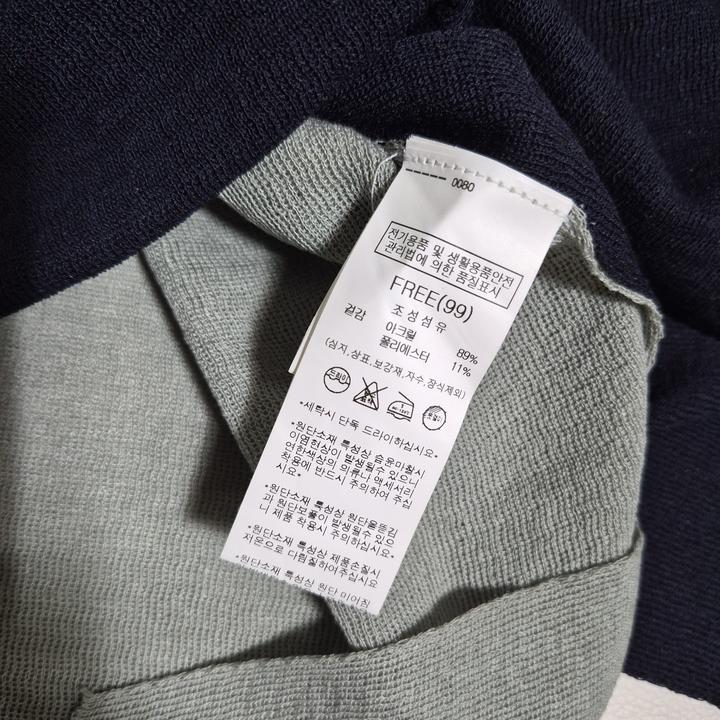 ----- 0080
전기용품 및 생활용품안전
관리법에 의한 품질표시
FREE(99)
조성섬유
겉감 아크릴 89%
폴리에스터 11%
(심지,상표,보강재,자수,장식제외)
드라이
*세탁시 단독 드라이하십시요*
*원단소재 특성상 습윤마찰시
이염현상이 발생될수 있으니
연한색상의 의류나 액세서리
착용에 반드시 주의하여 주십
시요*
*원단소재 특성상 원단올뜯김
과 원단보풀이 발생될수 있으
니 제품 착용시 주의하십시요*
*원단소재 특성상 제품손질시
저온으로 다림질하여주십시요
*원단소재 특성상 원단 미어짐